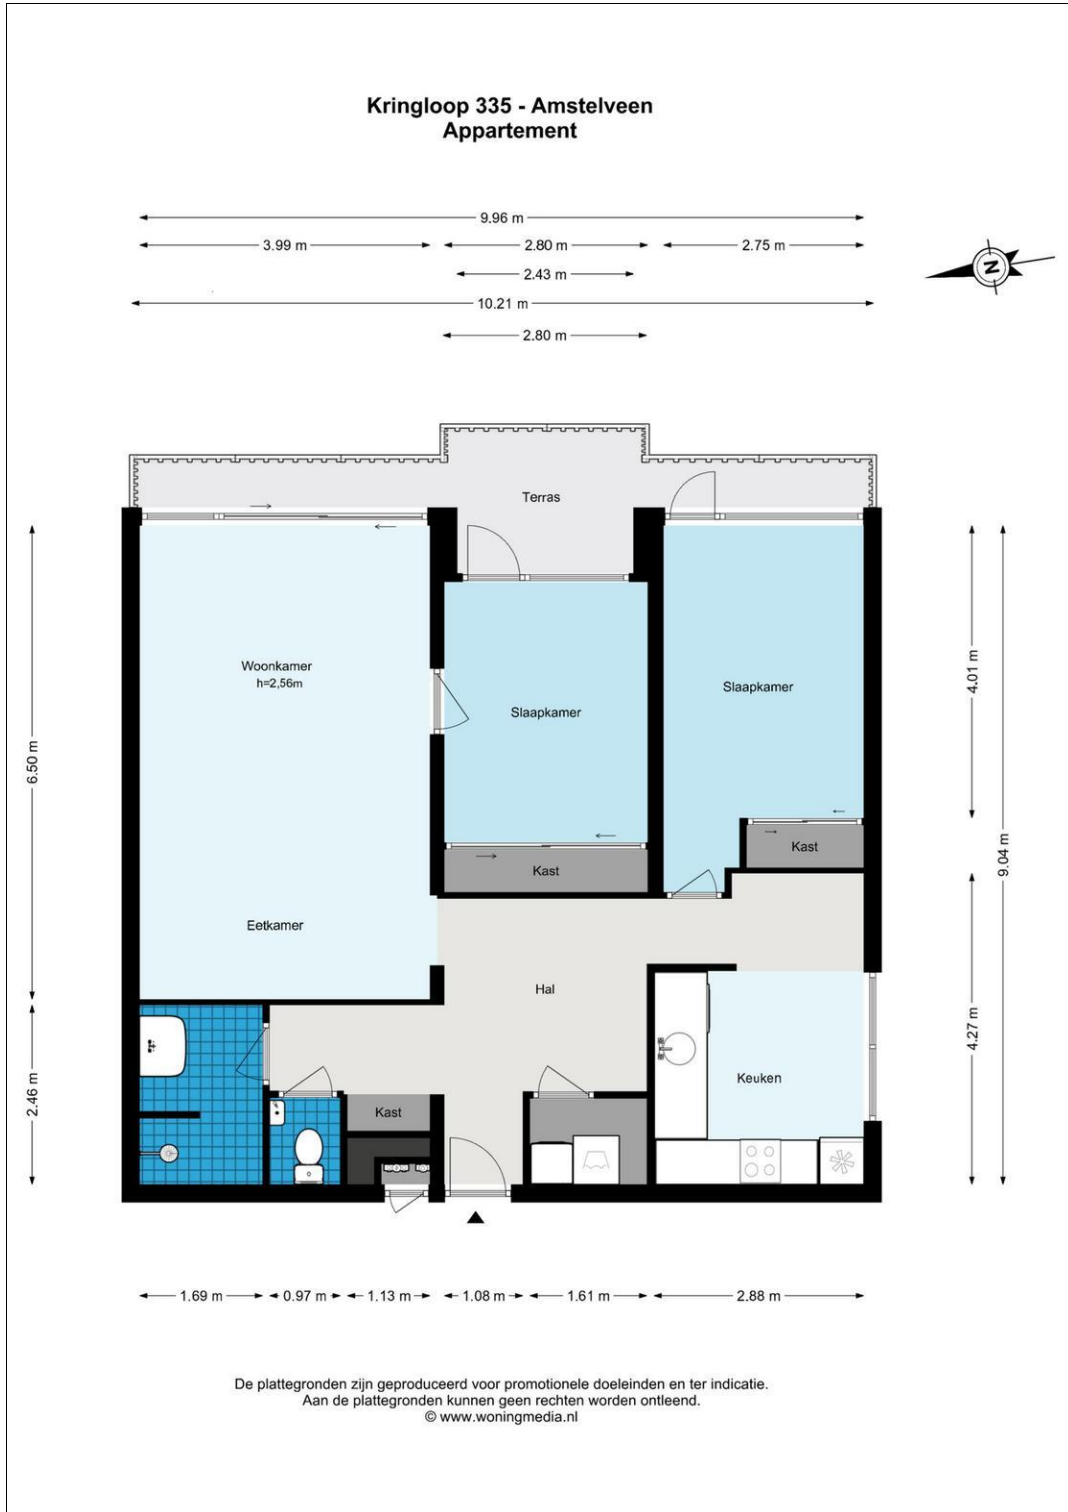 Kringloop 335 - Amstelveen
Appartement
9.96 m
3.99 m 2.80 m 2.75 m
2.43 m
10.21 m
2.80 m
N
Terras
Woonkamer
h=2,56m
Slaapkamer
Slaapkamer
4.01 m
6.50 m
Kast
Kast
9.04 m
Eetkamer
Hal
4.27 m
Keuken
2.46 m
Kast
1.69 m 0.97 m 1.13 m 1.08 m 1.61 m 2.88 m
De plattegronden zijn geproduceerd voor promotionele doeleinden en ter indicatie.
Aan de plattegronden kunnen geen rechten worden ontleend.
© www.woningmedia.nl